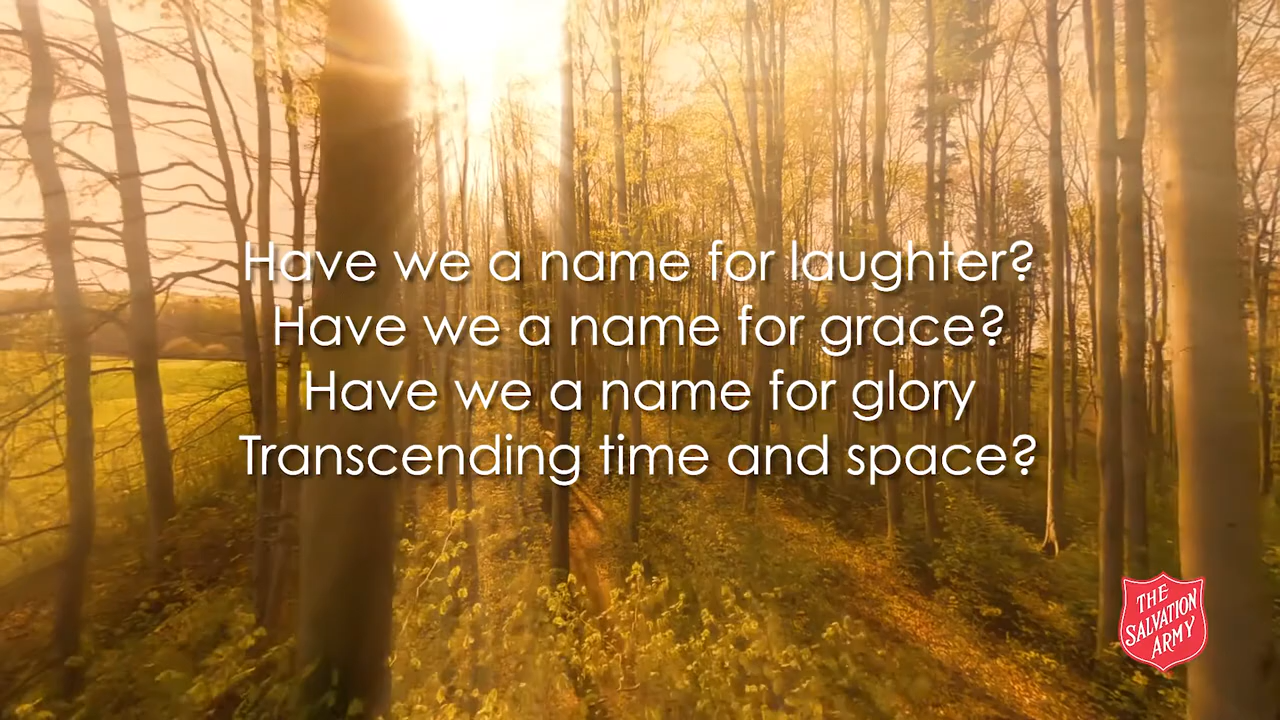 Have we a name for laughter?
Have we a name for grace?
Have we a name for glory
Transcending time and space?
THE
SALVATION
ARMY